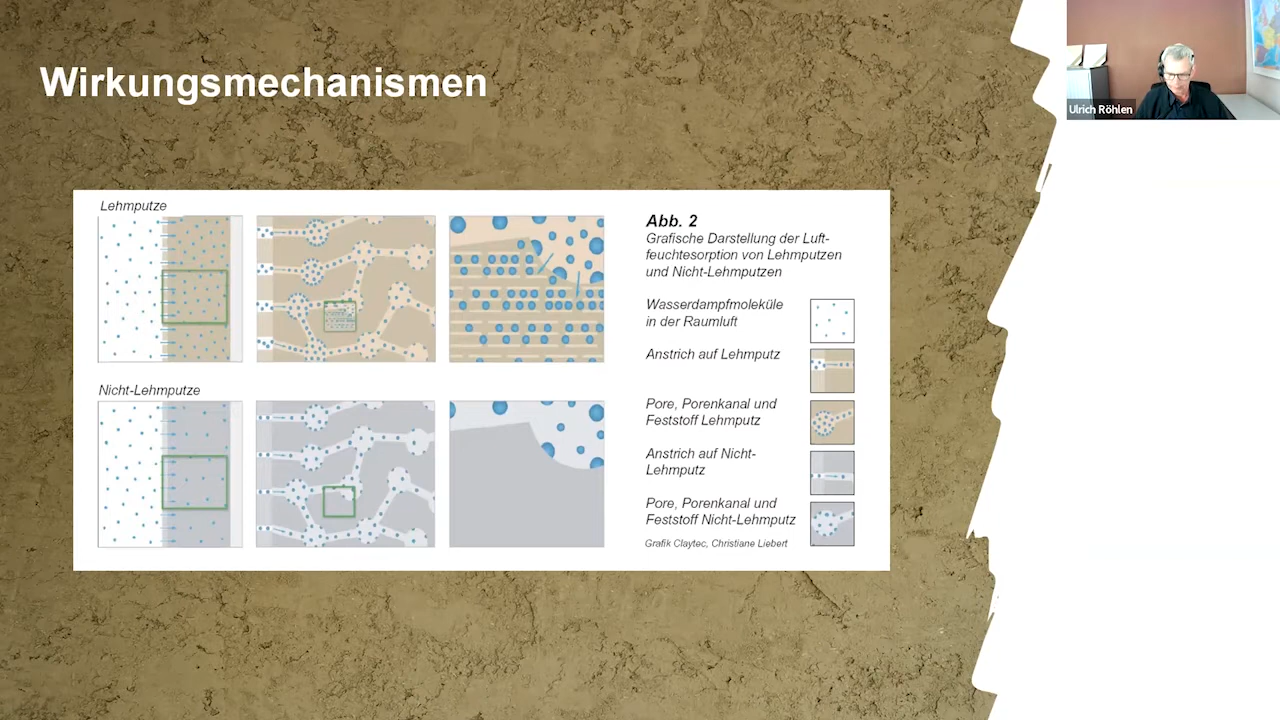 Wirkungsmechanismen
Ulrich Röhlen
Lehmputze
Nicht-Lehmputze
Abb. 2
Grafische Darstellung der Luft-
feuchtesorption von Lehmputzen
und Nicht-Lehmputzen
Wasserdampfmoleküle
in der Raumluft
Anstrich auf Lehmputz
Pore, Porenkanal und
Feststoff Lehmputz
Anstrich auf Nicht-
Lehmputz
Pore, Porenkanal und
Feststoff Nicht-Lehmputz
Grafik Claytec, Christiane Liebert